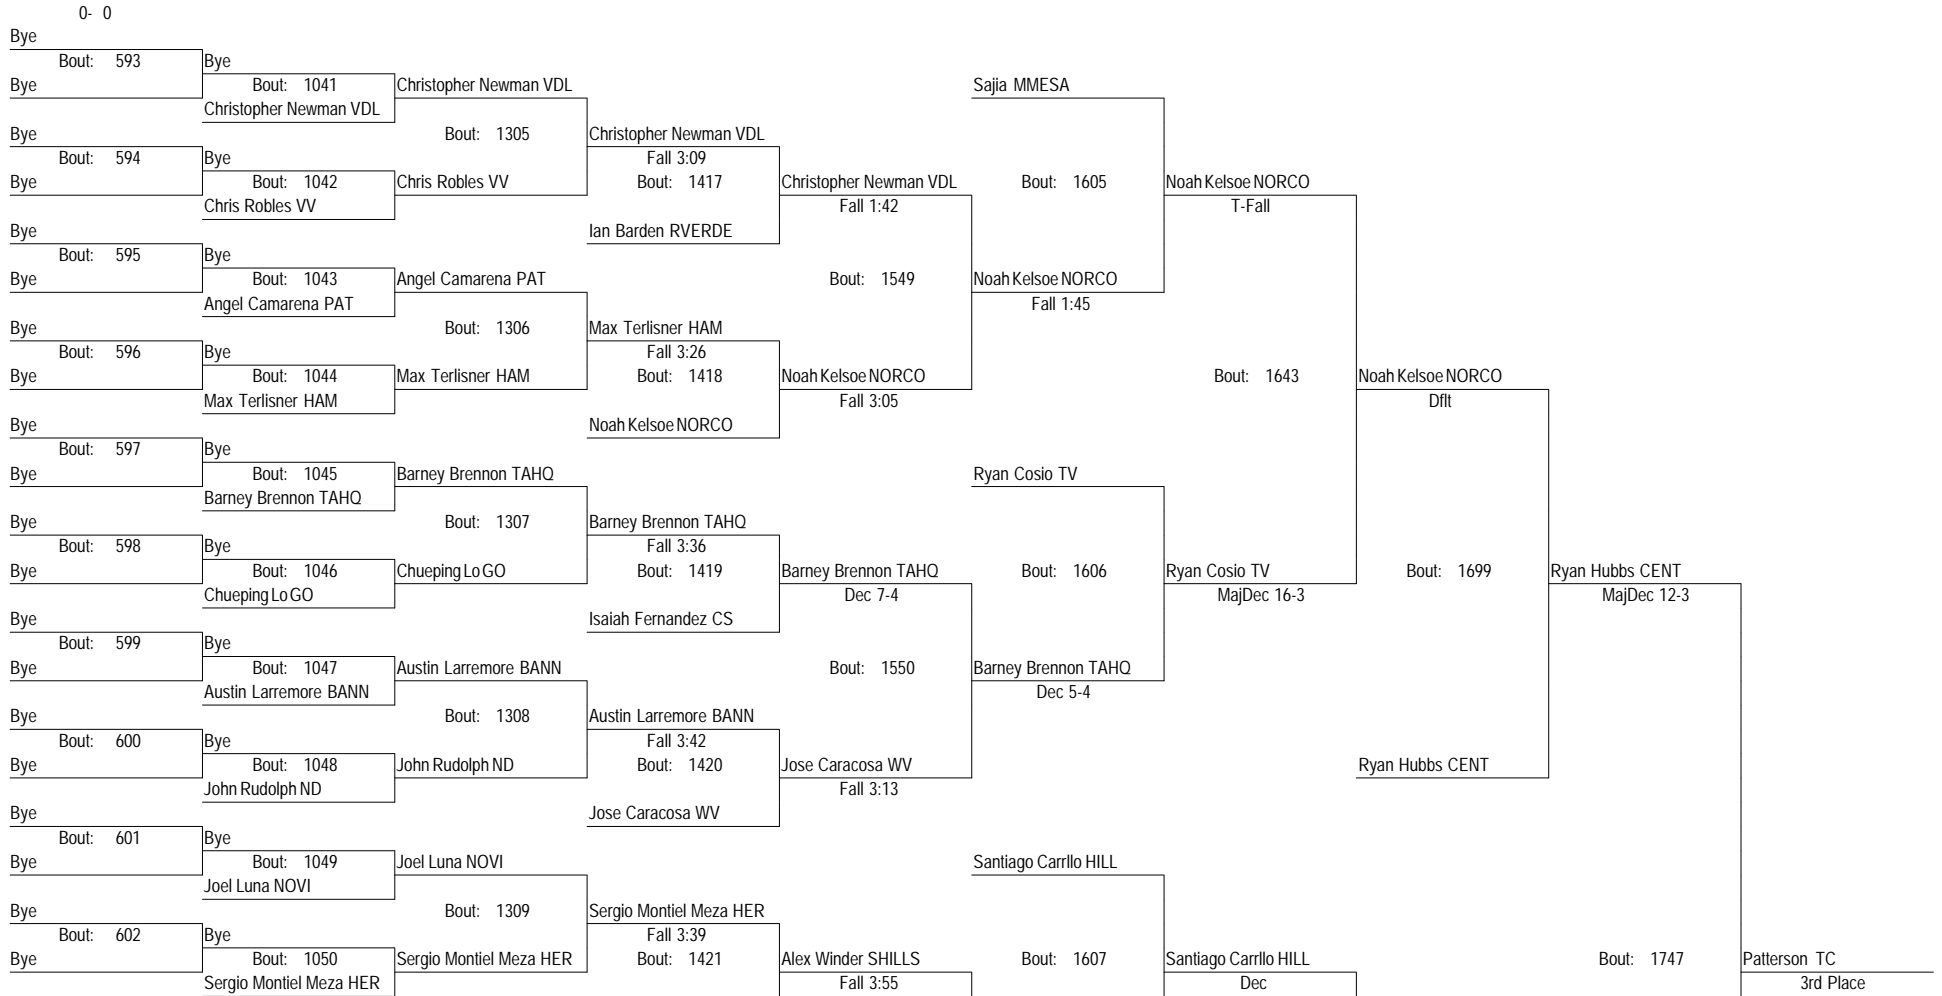 0- 0
Bye
Bout: 593 Bye
Bye Bout: 1041 Christopher Newman VDL Sajia MMESA
Christopher Newman VDL
Bye Bout: 1305 Christopher Newman VDL
Bout: 594 Bye Fall 3:09
Bye Bout: 1042 Chris Robles VV Bout: 1417 Christopher Newman VDL Bout: 1605 Noah Kelsoe NORCO
Chris Robles VV Fall 1:42 T-Fall
Bye Ian Barden RVERDE
Bout: 595 Bye
Bye Bout: 1043 Angel Camarena PAT Bout: 1549 Noah Kelsoe NORCO
Angel Camarena PAT Fall 1:45
Bye Bout: 1306 Max Terlisner HAM
Bout: 596 Bye Fall 3:26
Bye Bout: 1044 Max Terlisner HAM Bout: 1418 Noah Kelsoe NORCO Bout: 1643 Noah Kelsoe NORCO
Max Terlisner HAM Fall 3:05 Dflt
Bye Noah Kelsoe NORCO
Bout: 597 Bye
Bye Bout: 1045 Barney Brennon TAHQ Ryan Cosio TV
Barney Brennon TAHQ
Bye Bout: 1307 Barney Brennon TAHQ
Bout: 598 Bye Fall 3:36
Bye Bout: 1046 Chueping Lo GO Bout: 1419 Barney Brennon TAHQ Bout: 1606 Ryan Cosio TV Bout: 1699 Ryan Hubbs CENT
Chueping Lo GO Dec 7-4 MajDec 16-3 MajDec 12-3
Bye Isaiah Fernandez CS
Bout: 599 Bye
Bye Bout: 1047 Austin Larremore BANN Bout: 1550 Barney Brennon TAHQ
Austin Larremore BANN Dec 5-4
Bye Bout: 1308 Austin Larremore BANN
Bout: 600 Bye Fall 3:42
Bye Bout: 1048 John Rudolph ND Bout: 1420 Jose Caracosa WV Ryan Hubbs CENT
John Rudolph ND Fall 3:13
Bye Jose Caracosa WV
Bout: 601 Bye
Bye Bout: 1049 Joel Luna NOVI Santiago Carrllo HILL
Joel Luna NOVI
Bye Bout: 1309 Sergio Montiel Meza HER
Bout: 602 Bye Fall 3:39
Bye Bout: 1050 Sergio Montiel Meza HER Bout: 1421 Alex Winder SHILLS Bout: 1607 Santiago Carrllo HILL Bout: 1747 Patterson TC
Sergio Montiel Meza HER Fall 3:55 Dec 3rd Place